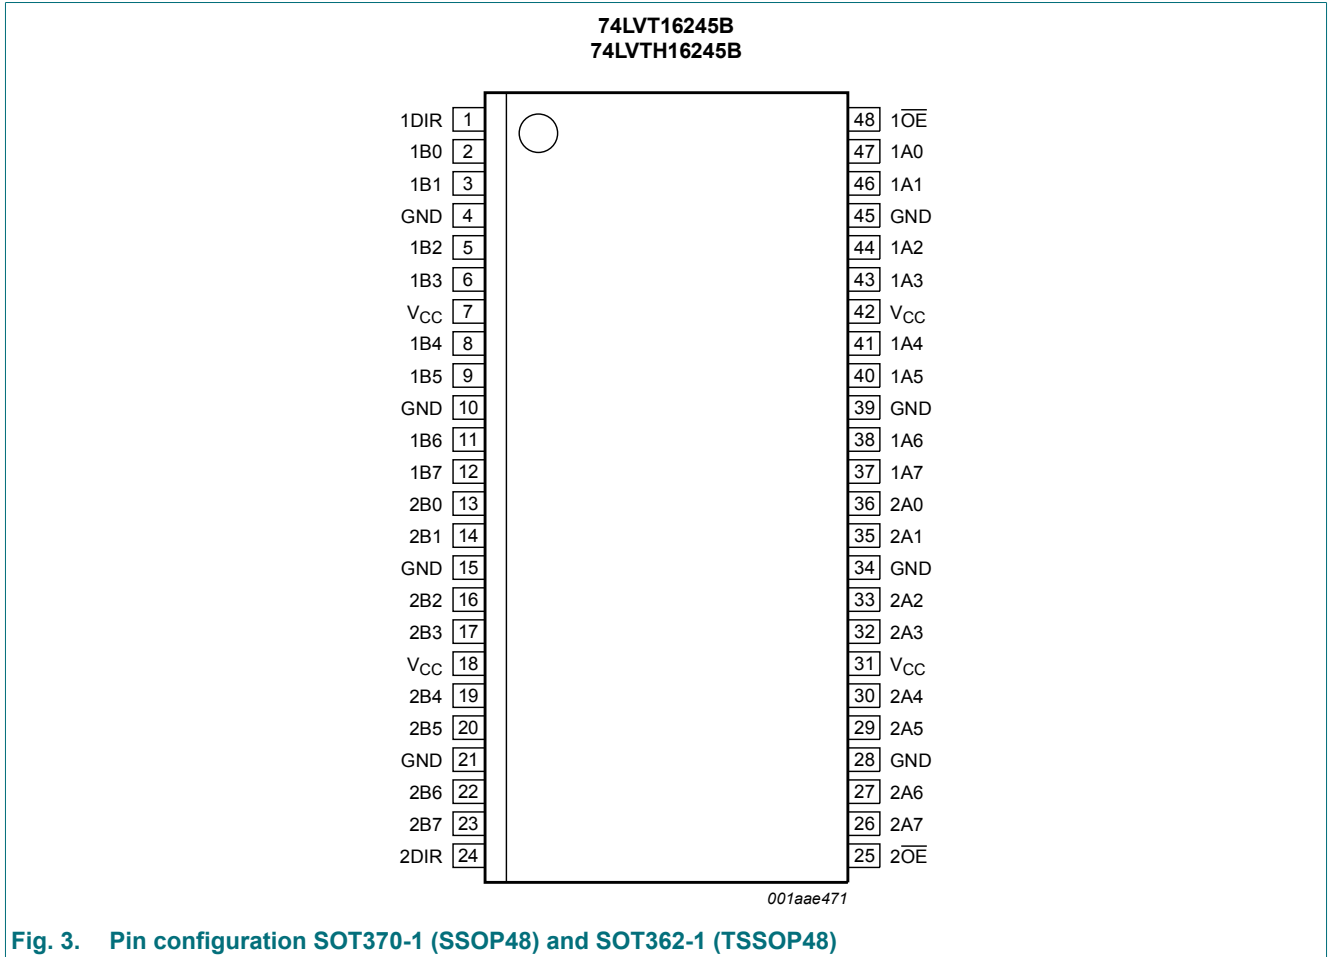 74LVT16245B
74LVTH16245B
1DIR 1 48 1OE
1B0 2 47 1A0
1B1 3 46 1A1
GND 4 45 GND
1B2 5 44 1A2
1B3 6 43 1A3
VCC 7 42 VCC
1B4 8 41 1A4
1B5 9 40 1A5
GND 10 39 GND
1B6 11 38 1A6
1B7 12 37 1A7
2B0 13 36 2A0
2B1 14 35 2A1
GND 15 34 GND
2B2 16 33 2A2
2B3 17 32 2A3
VCC 18 31 VCC
2B4 19 30 2A4
2B5 20 29 2A5
GND 21 28 GND
2B6 22 27 2A6
2B7 23 26 2A7
2DIR 24 25 2OE
001aae471
Fig. 3. Pin configuration SOT370-1 (SSOP48) and SOT362-1 (TSSOP48)